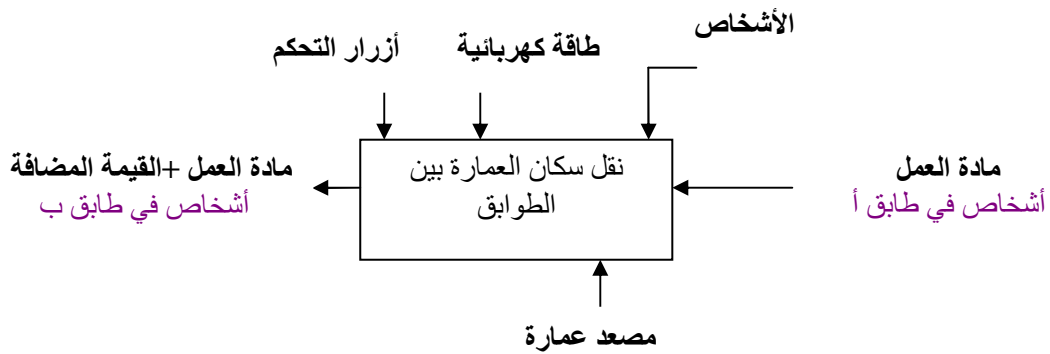 الأشخاص
طاقة كهربائية
أزرار التحكم
نقل سكان العمارة بين
الطوابق
مادة العمل
أشخاص في طابق أ
مادة العمل +القيمة المضافة
أشخاص في طابق ب
مصعد عمارة